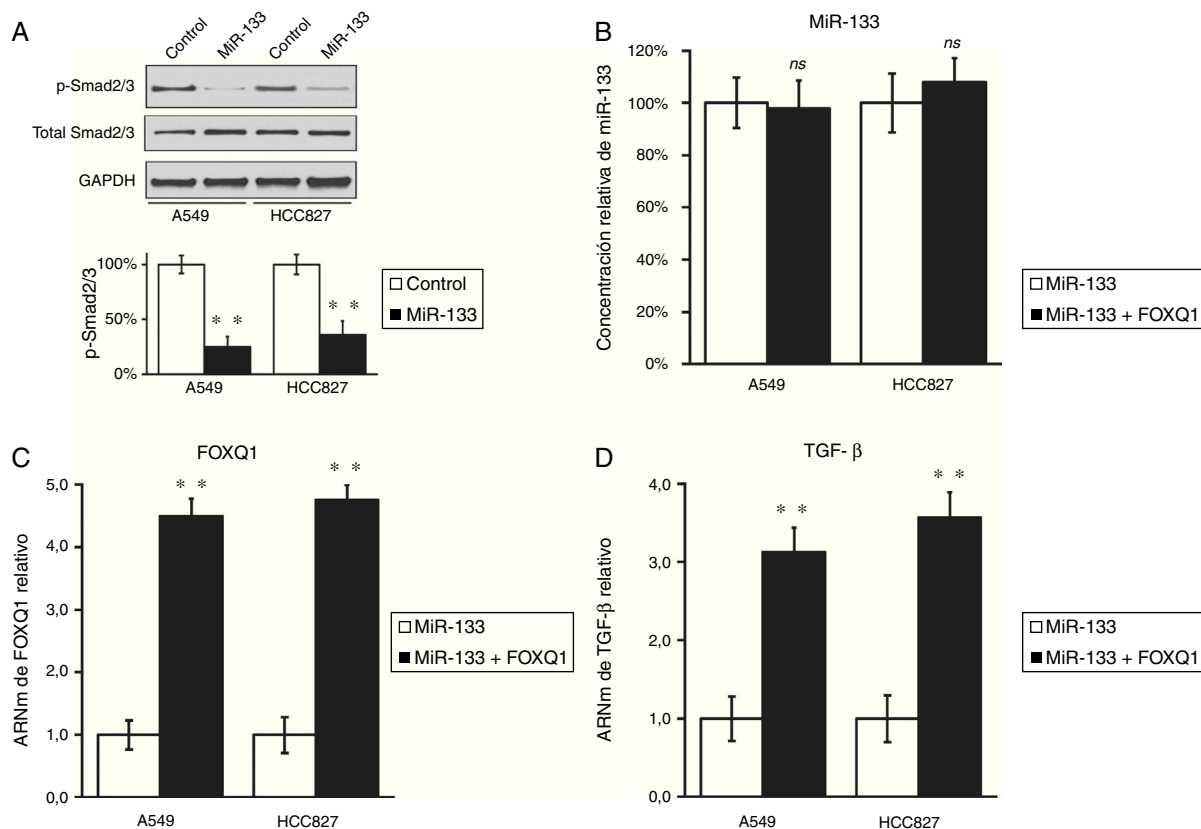 A
Control
MiR-133
Control
MiR-133
p-Smad2/3
Total Smad2/3
GAPDH
A549
HCC827
p-Smad2/3
100%
50%
0%
* *
* *
A549
HCC827
Control
MiR-133
B
MiR-133
Concentración relativa de miR-133
120%
100%
80%
60%
40%
20%
0%
ns
ns
A549
HCC827
MiR-133
MiR-133 + FOXQ1
C
FOXQ1
ARNm de FOXQ1 relativo
5,0
4,0
3,0
2,0
1,0
0,0
* *
* *
A549
HCC827
MiR-133
MiR-133 + FOXQ1
D
TGF- β
ARNm de TGF-β relativo
4,0
3,0
2,0
1,0
0,0
* *
* *
A549
HCC827
MiR-133
MiR-133 + FOXQ1